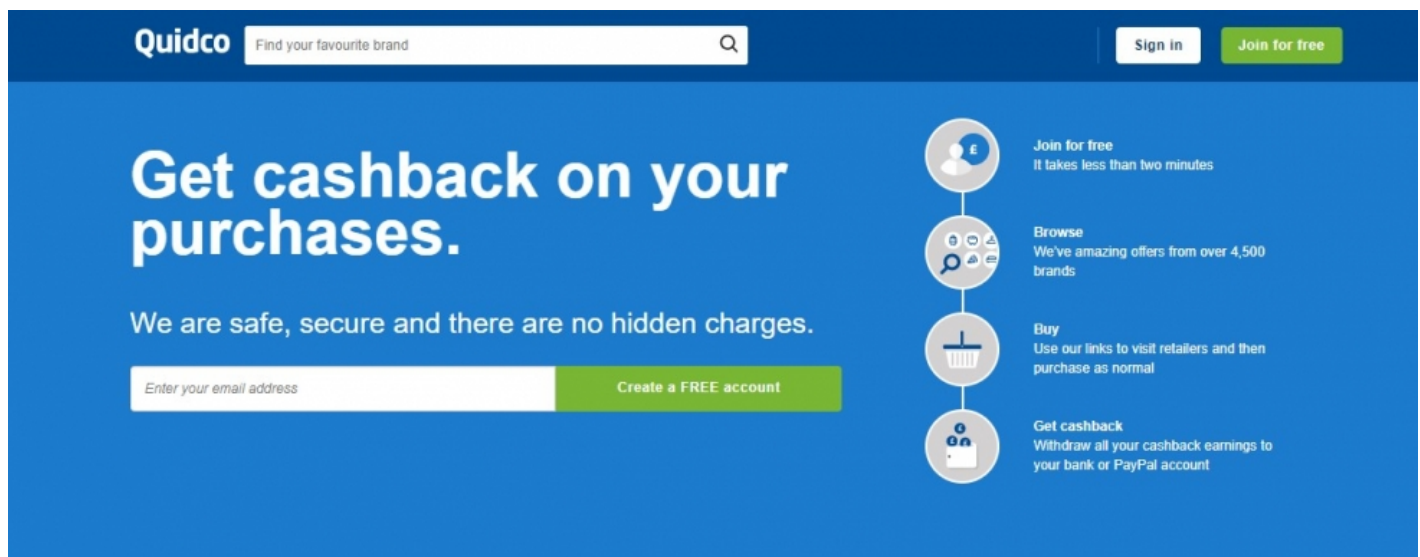 Quidco
Find your favourite brand
Sign in
Join for free
Get cashback on your
purchases.
We are safe, secure and there are no hidden charges.
Enter your email address
Create a FREE account
£
Join for free
It takes less than two minutes
Browse
We've amazing offers from over 4,500
brands
Buy
Use our links to visit retailers and then
purchase as normal
Get cashback
Withdraw all your cashback earnings to
your bank or PayPal account